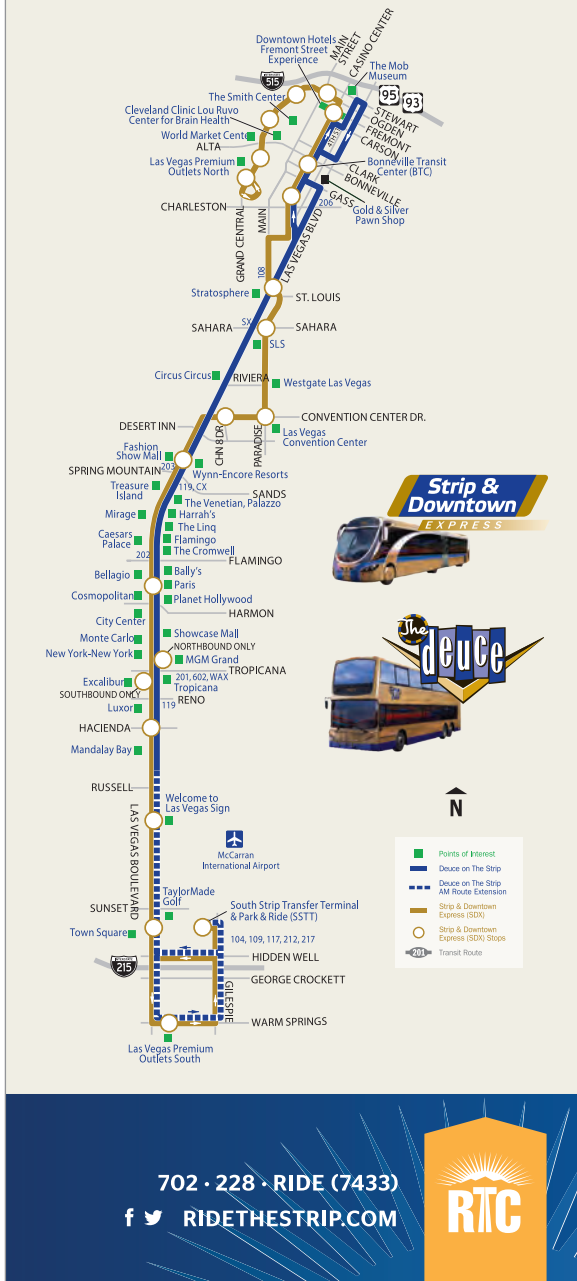 Downtown Hotels
Fremont Street
Experience
MAIN
STREET
CASINO CENTER
The Mob
Museum
INTERSTATE
515
95
93
The Smith Center
Cleveland Clinic Lou Ruvo
Center for Brain Health
World Market Cente
ALTA
Las Vegas Premium
Outlets North
STEWART
OGDEN
FREMONT
CARSON
4TH ST
Bonneville Transit
Center (BTC)
CLARK
BONNEVILLE
GASS
Gold & Silver
Pawn Shop
206
CHARLESTON
GRAND CENTRAL
MAIN
LAS VEGAS BLVD
108
Stratosphere
ST. LOUIS
SX
SAHARA
SAHARA
SLS
Circus Circus
RIVIERA
Westgate Las Vegas
CONVENTION CENTER DR.
DESERT INN
CHN 8 DR
PARADISE
Las Vegas
Convention Center
Fashion
Show Mall
203
SPRING MOUNTAIN
Wynn-Encore Resorts
119, CX
SANDS
Treasure
Island
The Venetian, Palazzo
Mirage
Harrah's
The Linq
Caesars
Palace
Flamingo
The Cromwell
202
FLAMINGO
Bellagio
Bally's
Paris
Cosmopolitan
Planet Hollywood
HARMON
City Center
Monte Carlo
Showcase Mall
New York-New York
NORTHBOUND ONLY
MGM Grand
TROPICANA
Excalibur
201, 602, WAX
Tropicana
SOUTHBOUND ONLY
RENO
Luxor
119
HACIENDA
Mandalay Bay
RUSSELL
Welcome to
Las Vegas Sign
LAS VEGAS BOULEVARD
McCarran
International Airport
TaylorMade
Golf
South Strip Transfer Terminal
& Park & Ride (SSTT)
SUNSET
Town Square
104, 109, 117, 212, 217
HIDDEN WELL
215
GEORGE CROCKETT
GILESPIE
WARM SPRINGS
Las Vegas Premium
Outlets South
Strip &
Downtown
EXPRESS
The
deuce
N
Points of Interest
Deuce on The Strip
Deuce on The Strip
AM Route Extension
Strip & Downtown
Express (SDX)
Strip & Downtown
Express (SDX) Stops
201
Transit Route
702 · 228 · RIDE (7433)
RIDETHESTRIP.COM
RTC